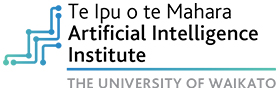 Te Ipu o te Mahara
Artificial Intelligence
Institute
THE UNIVERSITY OF WAIKATO